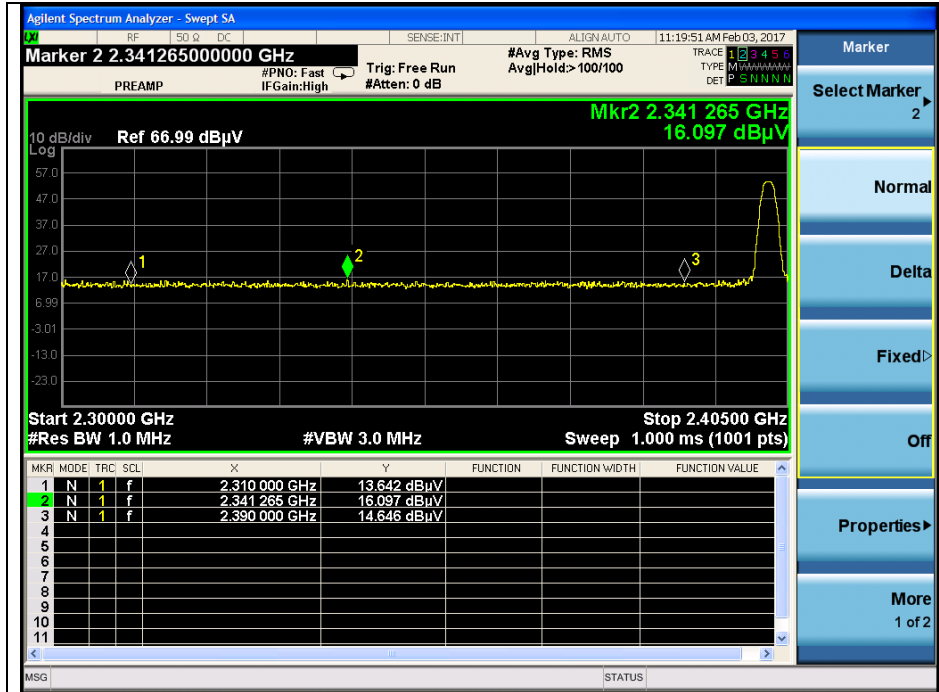 Agilent Spectrum Analyzer - Swept SA
LXI RF 50 Ω DC SENSE:INT ALIGN AUTO 11:19:51 AM Feb 03, 2017
Marker 2 2.341265000000 GHz
PREAMP
#PNO: Fast
IFGain:High
Trig: Free Run
#Atten: 0 dB
#Avg Type: RMS
Avg|Hold:> 100/100
TRACE 1 2 3 4 5 6
TYPE M W W W W W
DET P S N N N N
Mkr2 2.341 265 GHz
16.097 dBµV
10 dB/div Ref 66.99 dBµV
Log
57.0
47.0
37.0
27.0
17.0
6.99
-3.01
-13.0
-23.0
1
2
3
Start 2.30000 GHz Stop 2.40500 GHz
#Res BW 1.0 MHz #VBW 3.0 MHz Sweep 1.000 ms (1001 pts)
MKR MODE TRC SCL X Y FUNCTION FUNCTION WIDTH FUNCTION VALUE
1 N 1 f 2.310 000 GHz 13.642 dBµV
2 N 1 f 2.341 265 GHz 16.097 dBµV
3 N 1 f 2.390 000 GHz 14.646 dBµV
4
5
6
7
8
9
10
11
MSG STATUS
Marker
Select Marker
2
Normal
Delta
Fixed
Off
Properties
More
1 of 2